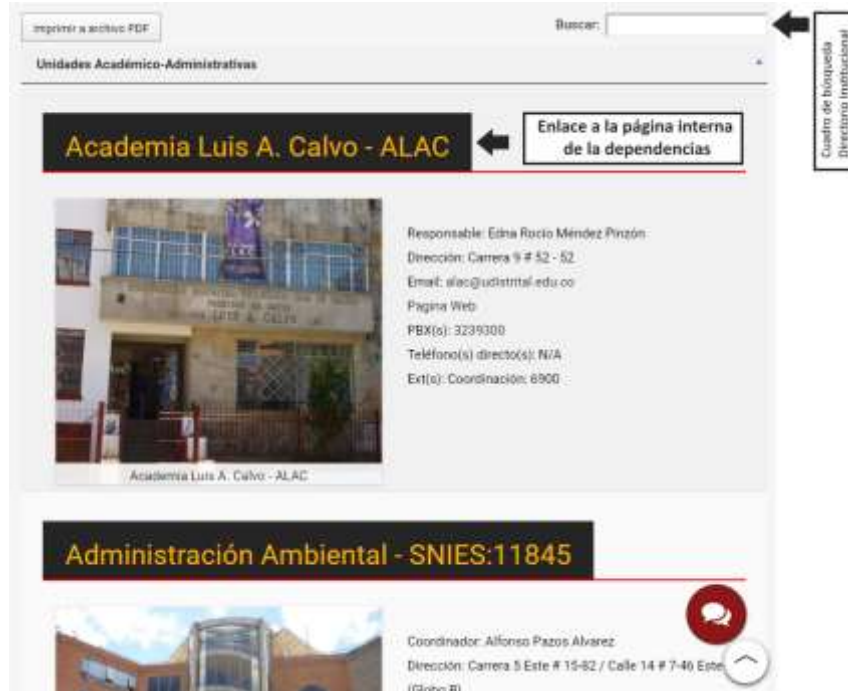 Imprimir a archivo PDF
Buscar:
Cuadro de búsqueda
Directorio Institucional
Unidades Académico-Administrativas
Academia Luis A. Calvo - ALAC
Enlace a la página interna
de la dependencias
Responsable: Edna Rocío Méndez Pinzón
Dirección: Carrera 9 # 52 - 52
Email: alac@udistrital.edu.co
Pagina Web
PBX(s): 3239300
Teléfono(s) directo(s): N/A
Ext(s): Coordinación: 6900
LUIS A. CALVO
Academia Luis A. Calvo - ALAC
Administración Ambiental - SNIES:11845
Coordinador: Alfonso Pazos Alvarez
Dirección: Carrera 5 Este # 15-82 / Calle 14 # 7-46 Este
(Globo B)